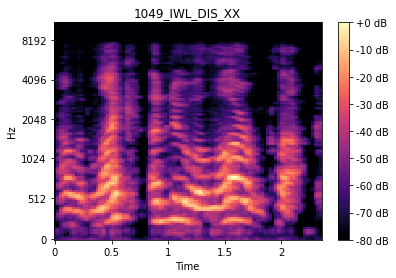 1049_IWL_DIS_XX
+0 dB
8192
-10 dB
4096
-20 dB
-30 dB
2048
Hz
-40 dB
1024
-50 dB
512
-60 dB
-70 dB
0
-80 dB
0 0.5 1 1.5 2
Time